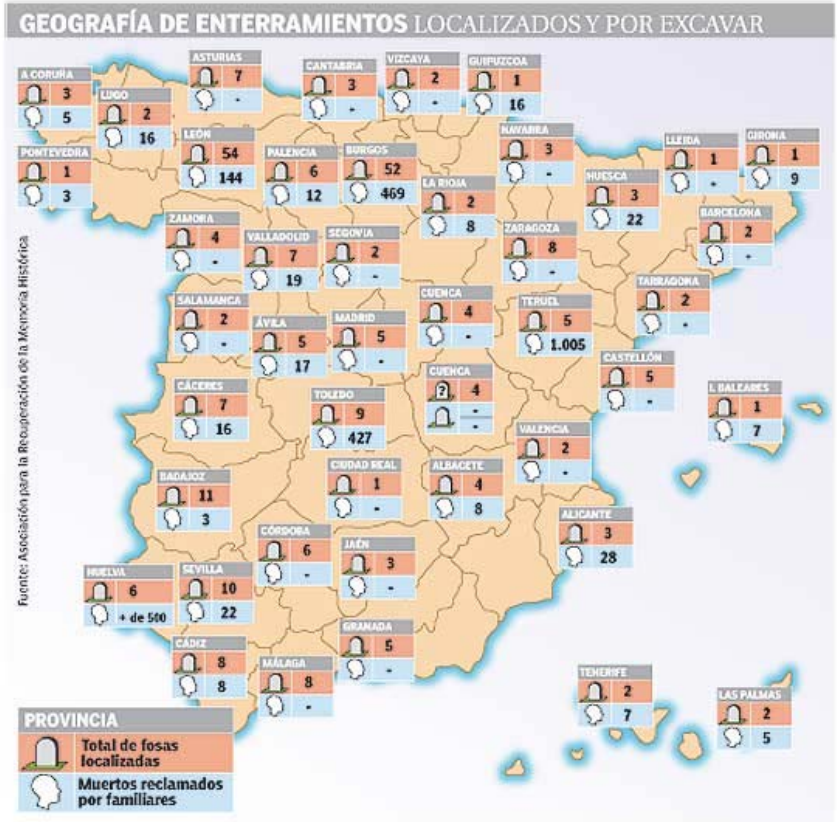 GEOGRAFÍA DE ENTERRAMIENTOS LOCALIZADOS Y POR EXCAVAR
A CORUÑA
3
5
LUGO
2
16
ASTURIAS
7
-
CANTABRIA
3
-
VIZCAYA
2
-
GUIPUZCOA
1
16
PONTEVEDRA
1
3
LEÓN
54
144
PALENCIA
6
12
BURGOS
52
469
LA RIOJA
2
8
NAVARRA
3
-
HUESCA
3
22
LLEIDA
1
-
GIRONA
1
9
BARCELONA
2
-
ZAMORA
4
-
VALLADOLID
7
19
SEGOVIA
2
-
ZARAGOZA
8
-
TARRAGONA
2
-
SALAMANCA
2
-
ÁVILA
5
17
MADRID
5
-
CUENCA
4
-
TERUEL
5
1.005
CASTELLÓN
5
-
CÁCERES
7
16
TOLEDO
9
427
CUENCA
? 4
-
-
VALENCIA
2
-
I. BALEARES
1
7
BADAJOZ
11
3
CIUDAD REAL
1
-
ALBACETE
4
8
ALICANTE
3
28
CÓRDOBA
6
-
JAÉN
3
-
HUELVA
6
+ de 500
SEVILLA
10
22
CÁDIZ
8
8
MÁLAGA
8
-
GRANADA
5
-
TENERIFE
2
7
LAS PALMAS
2
5
PROVINCIA
Total de fosas
localizadas
Muertos reclamados
por familiares
Fuente: Asociación para la Recuperación de la Memoria Histórica